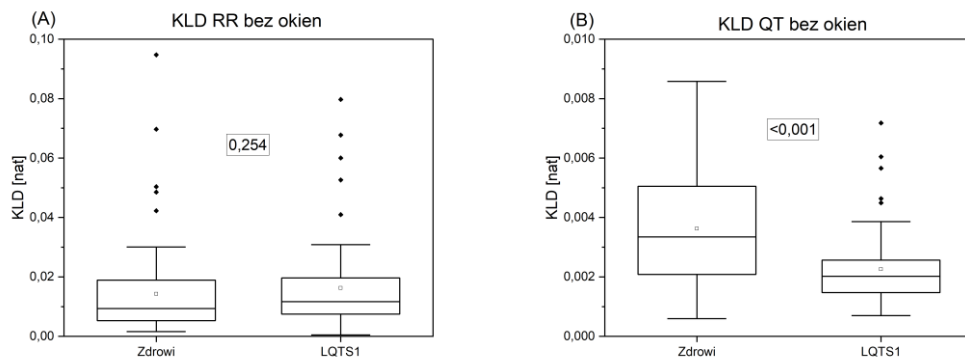 (A)
KLD RR bez okien
0,10
0,08
0,06
0,04
0,02
0,00
KLD [nat]
0,254
Zdrowi
LQTS1
(B)
KLD QT bez okien
0,010
0,008
0,006
0,004
0,002
0,000
KLD [nat]
<0,001
Zdrowi
LQTS1